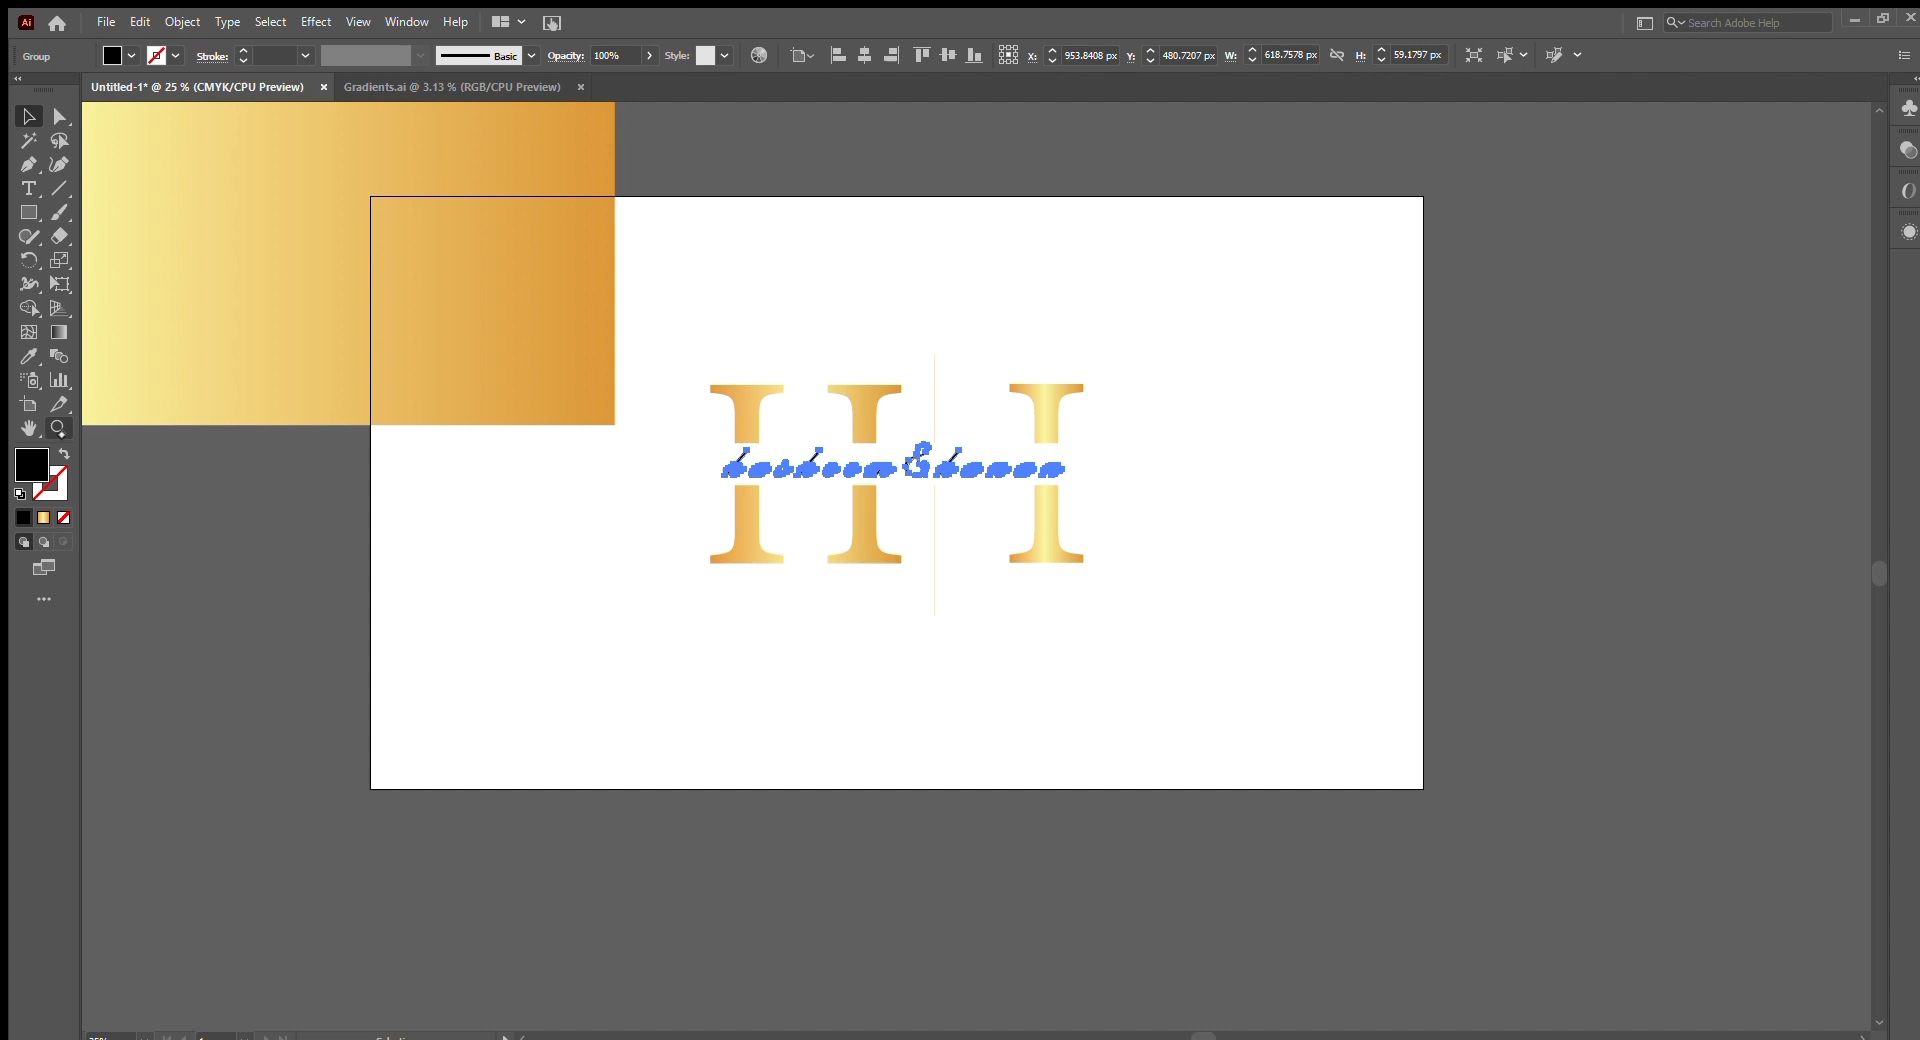 Ai File Edit Object Type Select Effect View Window Help Search Adobe Help
Group Stroke: Basic Opacity: 100% Style: X: 953.8408 px Y: 480.7207 px W: 618.7578 px H: 59.1797 px
Untitled-1* @ 25 % (CMYK/CPU Preview) × Gradients.ai @ 3.13 % (RGB/CPU Preview) ×